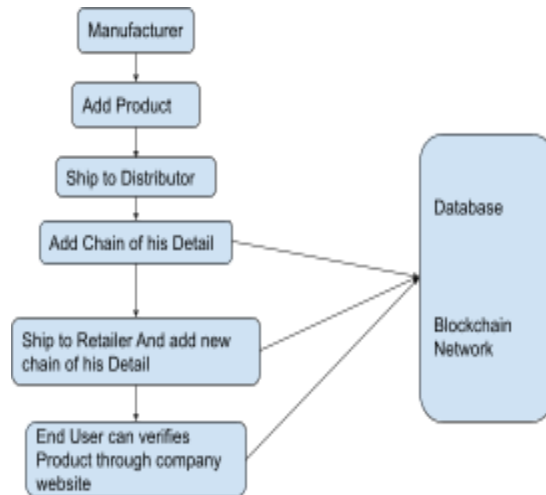 Manufacturer
Add Product
Ship to Distributor
Add Chain of his Detail
Ship to Retailer And add new
chain of his Detail
End User can verifies
Product through company
website
Database
Blockchain
Network